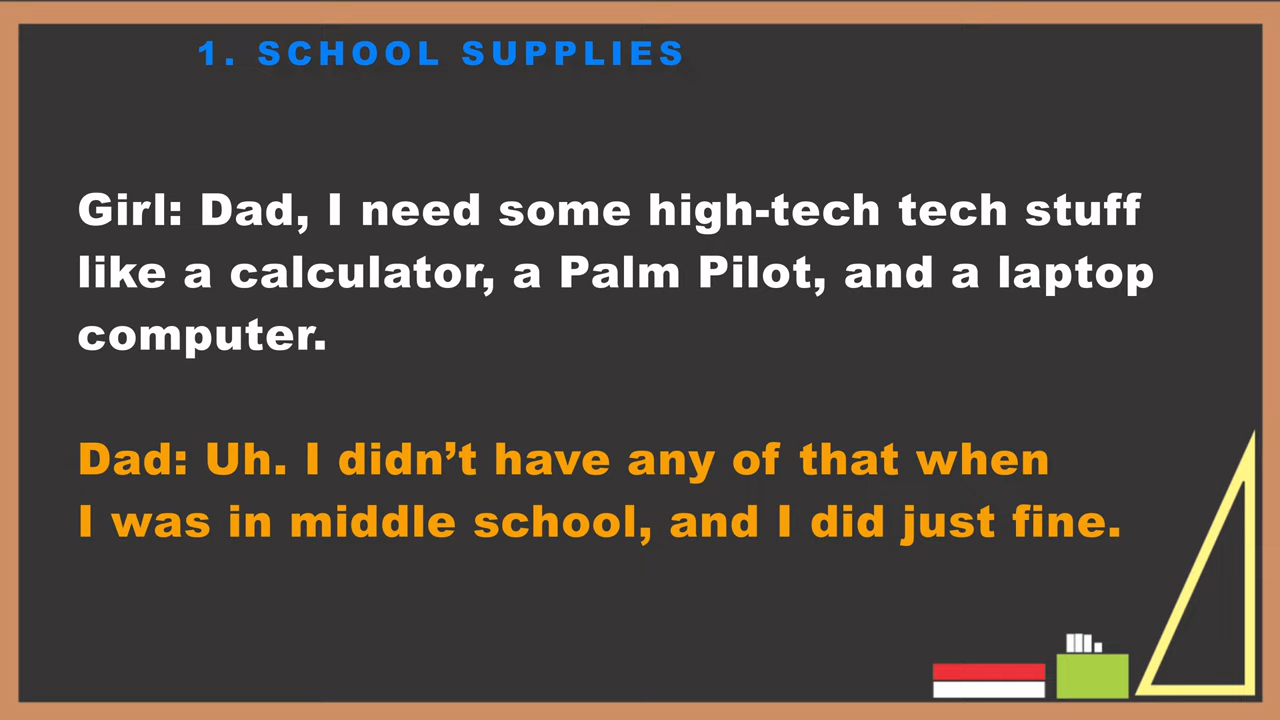 1. SCHOOL SUPPLIES
Girl: Dad, I need some high-tech tech stuff
like a calculator, a Palm Pilot, and a laptop
computer.
Dad: Uh. I didn’t have any of that when
I was in middle school, and I did just fine.